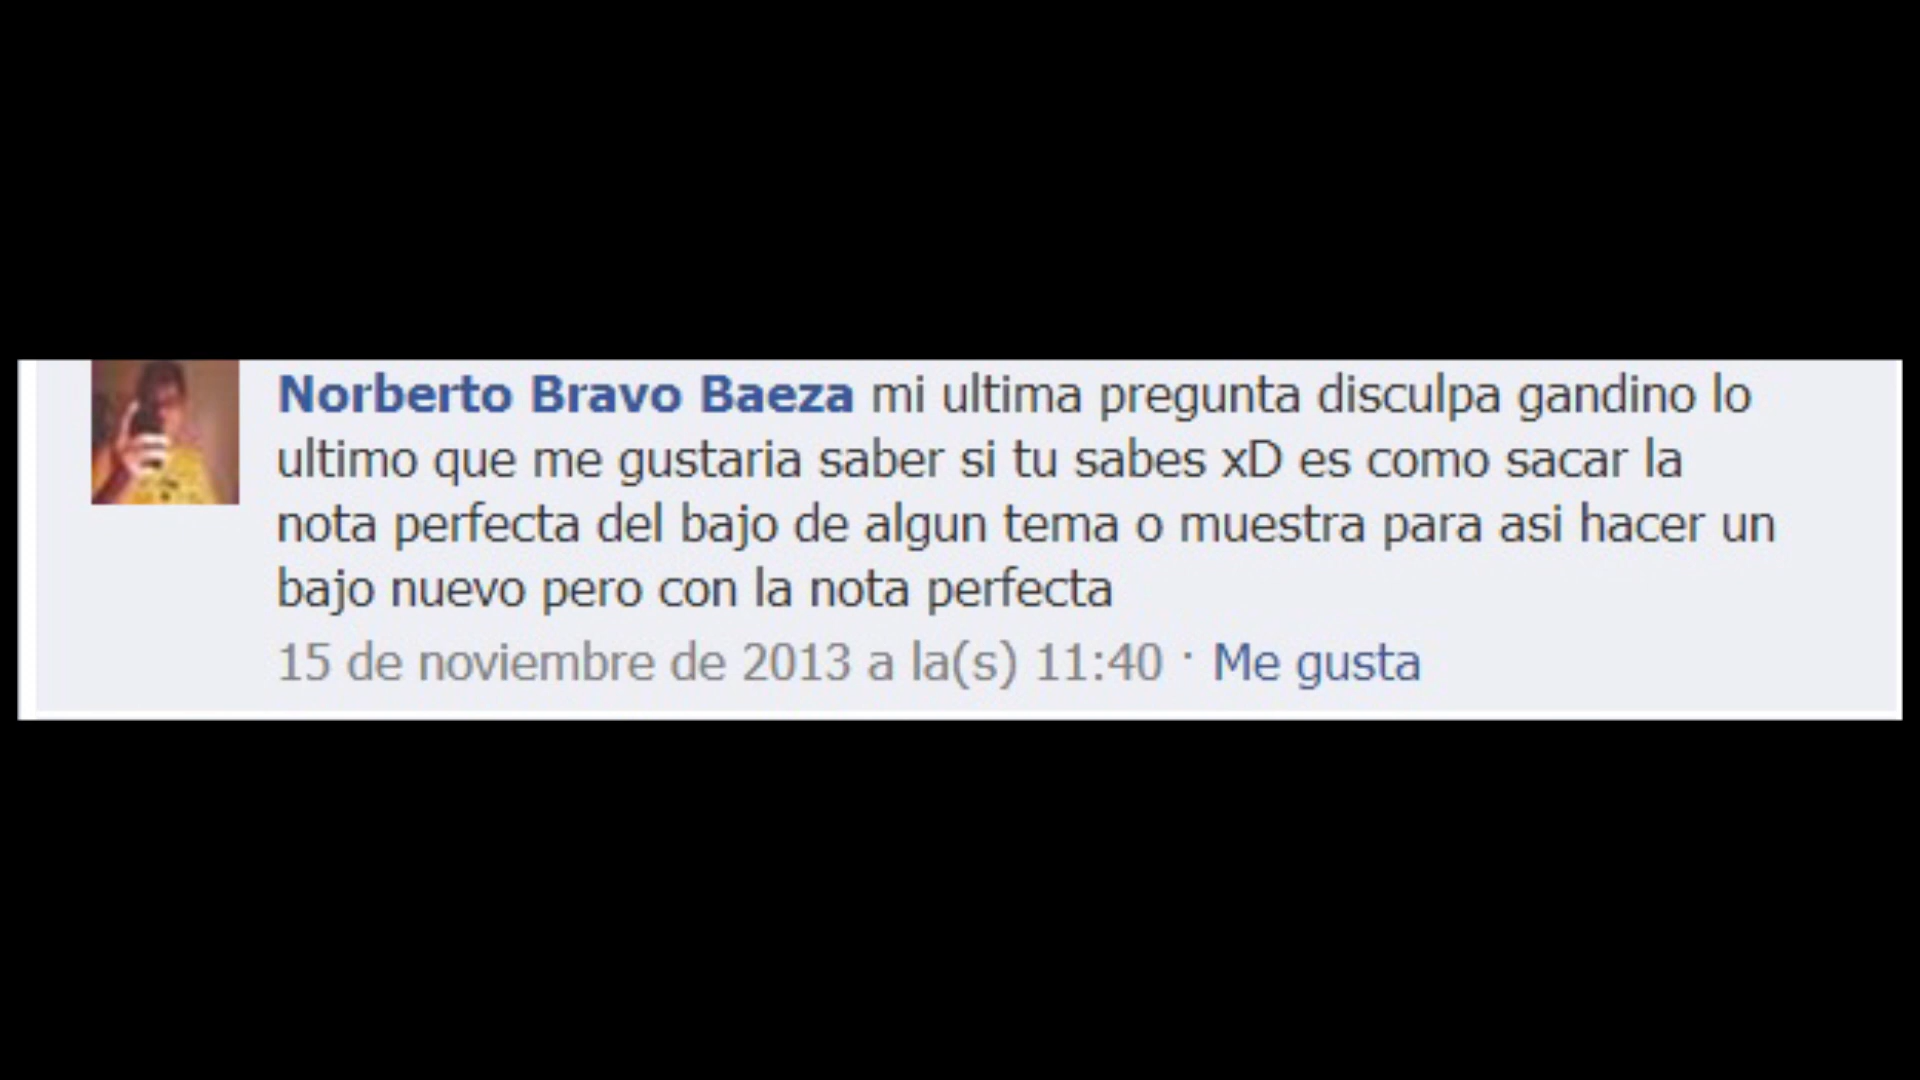 Norberto Bravo Baeza mi ultima pregunta disculpa gandino lo
ultimo que me gustaria saber si tu sabes xD es como sacar la
nota perfecta del bajo de algun tema o muestra para asi hacer un
bajo nuevo pero con la nota perfecta
15 de noviembre de 2013 a la(s) 11:40 · Me gusta